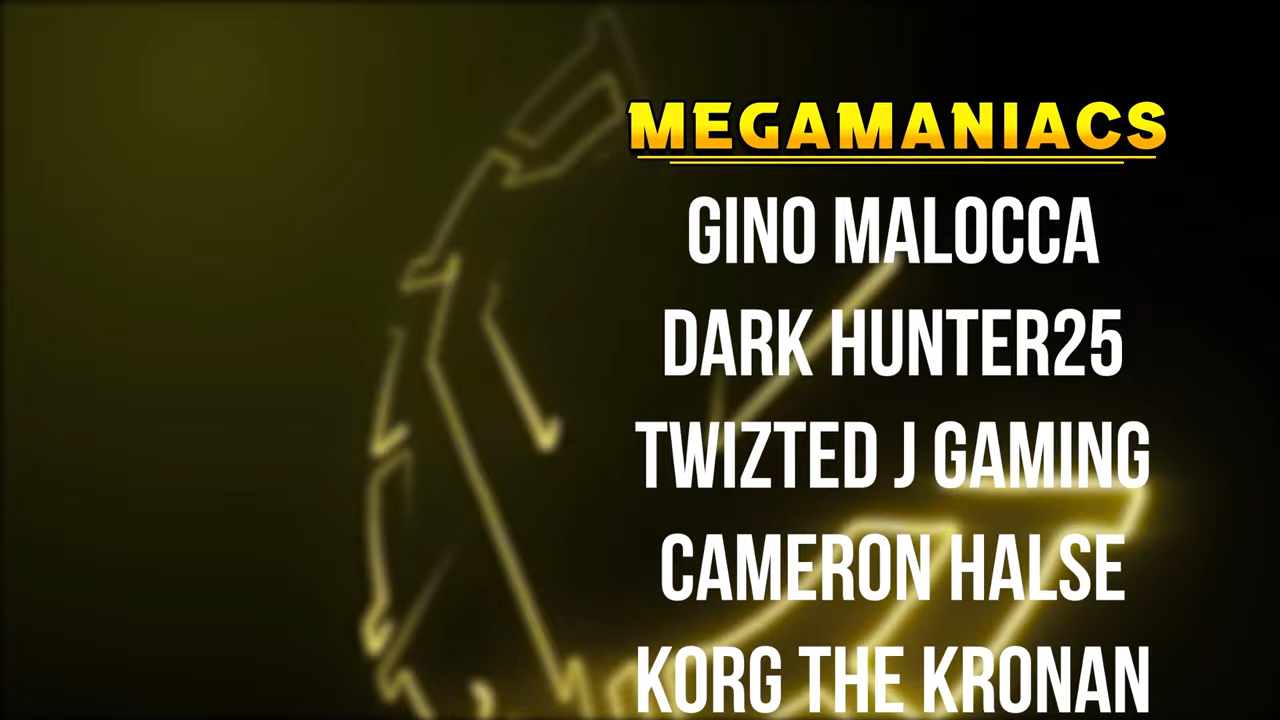 MEGAMANIACS
GINO MALOCCA
DARK HUNTER25
TWIZTED J GAMING
CAMERON HALSE
KORG THE KRONAN